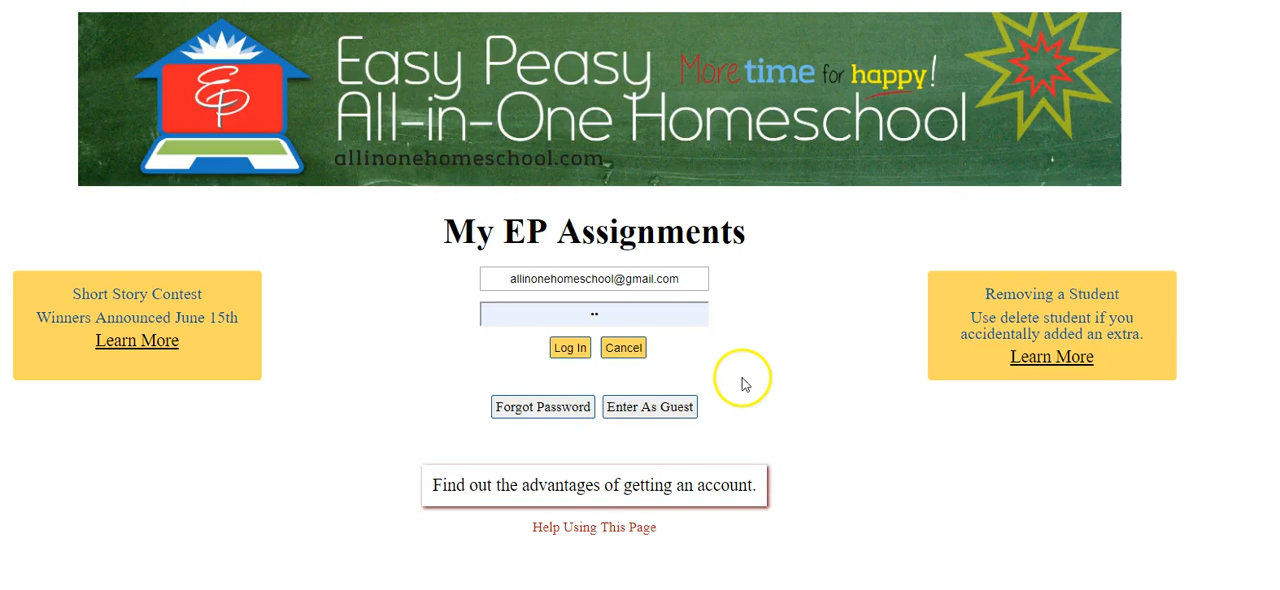 EP
Easy Peasy
More time for happy!
All-in-One Homeschool
allinonehomeschool.com
My EP Assignments
allinonehomeschool@gmail.com
••
Log In Cancel
Forgot Password Enter As Guest
Short Story Contest
Winners Announced June 15th
Learn More
Removing a Student
Use delete student if you
accidentally added an extra.
Learn More
Find out the advantages of getting an account.
Help Using This Page